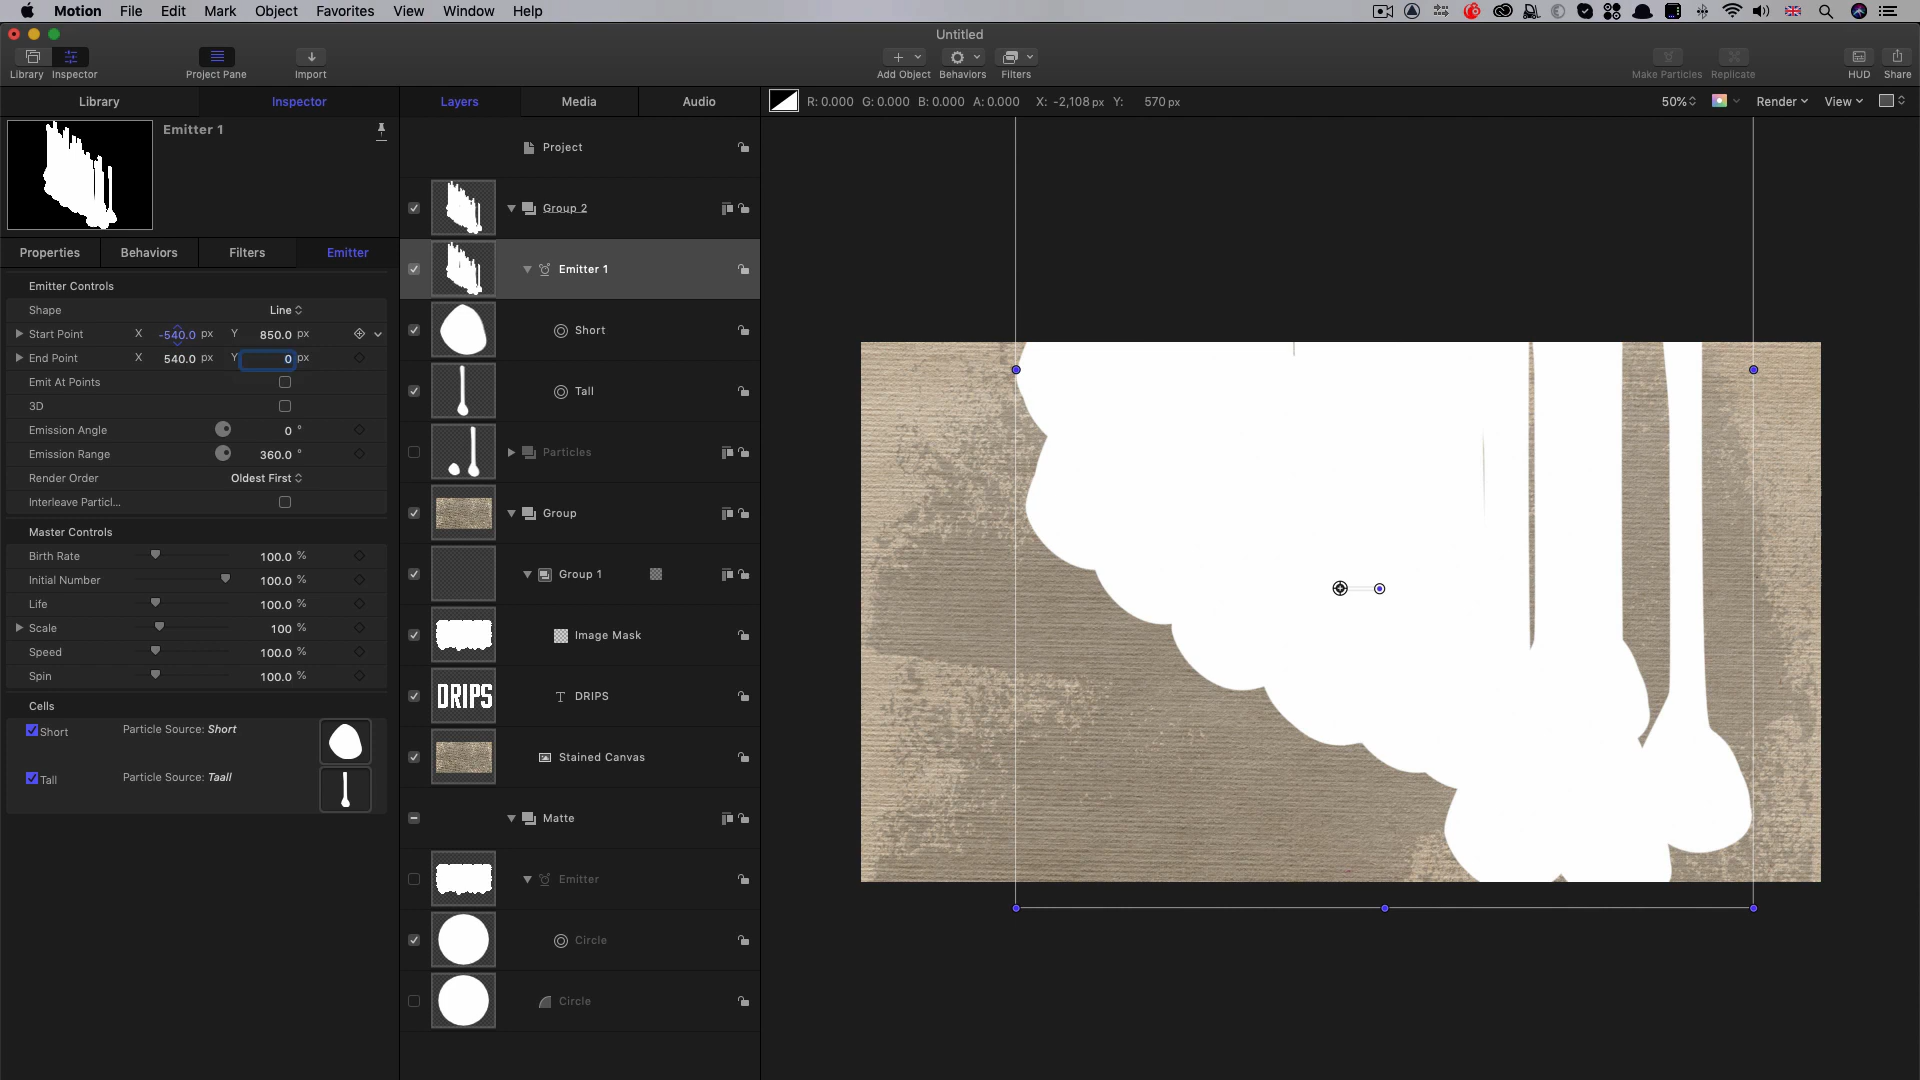 Motion File Edit Mark Object Favorites View Window Help
Untitled
Library Inspector Project Pane Import Add Object Behaviors Filters Make Particles Replicate HUD Share
Library Inspector Layers Media Audio R: 0.000 G: 0.000 B: 0.000 A: 0.000 X: -2,108 px Y: 570 px 50% Render View
Emitter 1
Properties Behaviors Filters Emitter
Emitter Controls
Shape Line
Start Point X -540.0 px Y 850.0 px
End Point X 540.0 px Y 0 px
Emit At Points
3D
Emission Angle 0 °
Emission Range 360.0 °
Render Order Oldest First
Interleave Particl...
Master Controls
Birth Rate 100.0 %
Initial Number 100.0 %
Life 100.0 %
Scale 100 %
Speed 100.0 %
Spin 100.0 %
Cells
Short Particle Source: Short
Tall Particle Source: Taall
Project
Group 2
Emitter 1
Short
Tall
Particles
Group
Group 1
Image Mask
DRIPS DRIPS
Stained Canvas
Matte
Emitter
Circle
Circle